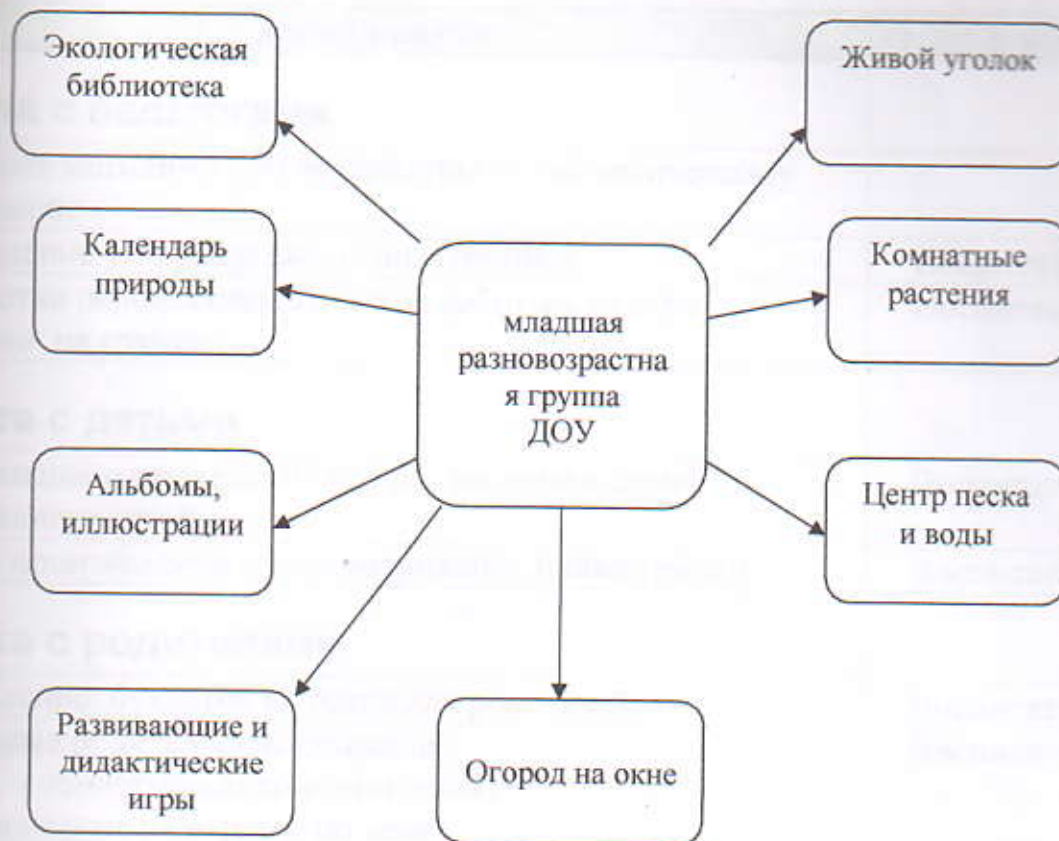 Экологическая
библиотека
Живой уголок
Календарь
природы
Комнатные
растения
младшая
разновозрастна
я группа
ДОУ
Альбомы,
иллюстрации
Центр песка
и воды
Развивающие и
дидактические
игры
Огород на окне